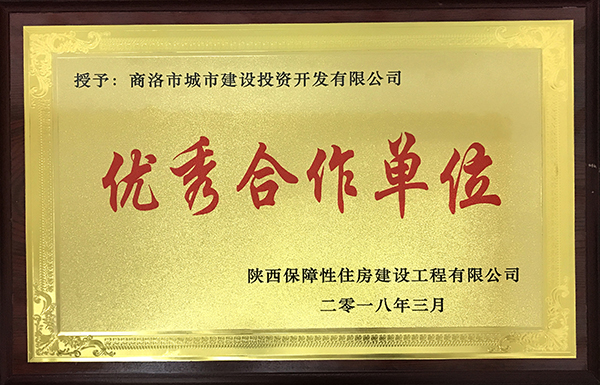 授予：商洛市城市建设投资开发有限公司
优秀合作单位
陕西保障性住房建设工程有限公司
二零一八年三月